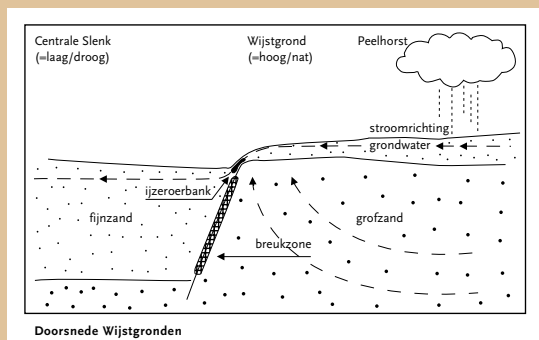 Centrale Slenk
(=laag/droog)
Wijstgrond
(=hoog/nat)
Peelhorst
stroomrichting
grondwater
ijzeroerbank
fijnzand
grofzand
breukzone
Doorsnede Wijstgronden